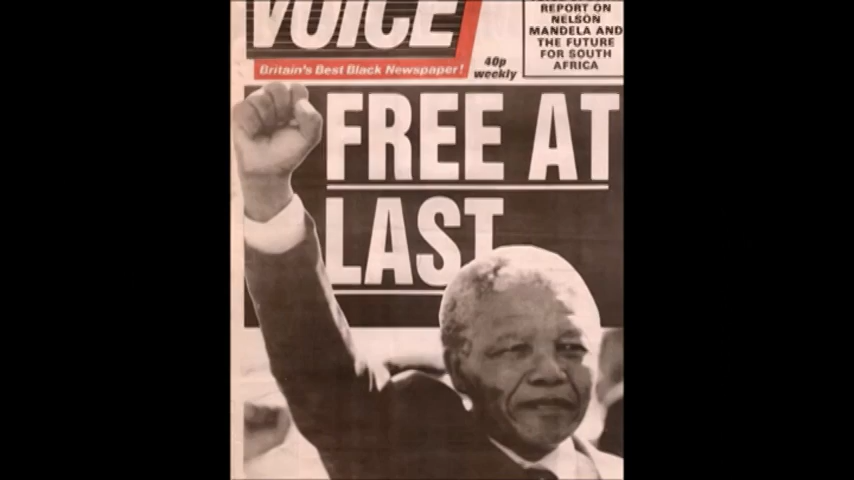 VOICE
Britain's Best Black Newspaper!
40p
weekly
REPORT ON
NELSON
MANDELA AND
THE FUTURE
FOR SOUTH
AFRICA
FREE AT
LAST